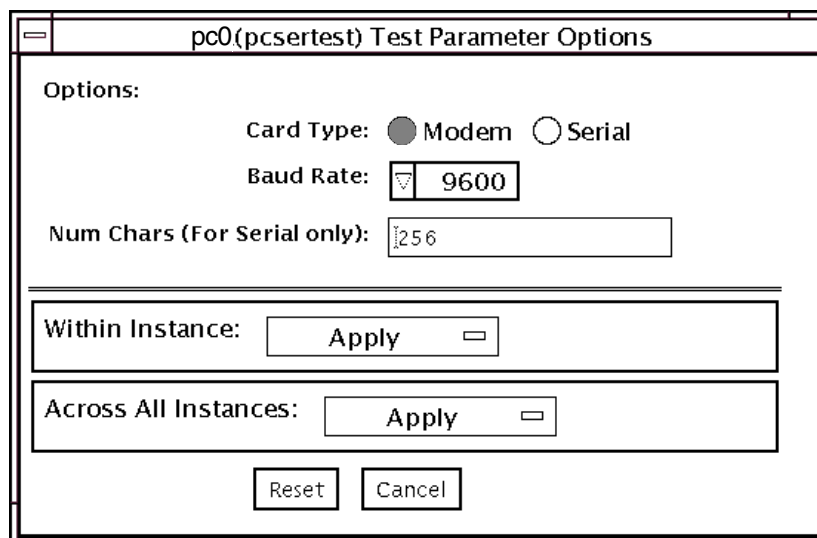 pc0.(pcsertest) Test Parameter Options
Options:
Card Type: Modem Serial
Baud Rate: 9600
Num Chars (For Serial only): 256
Within Instance: Apply
Across All Instances: Apply
Reset Cancel